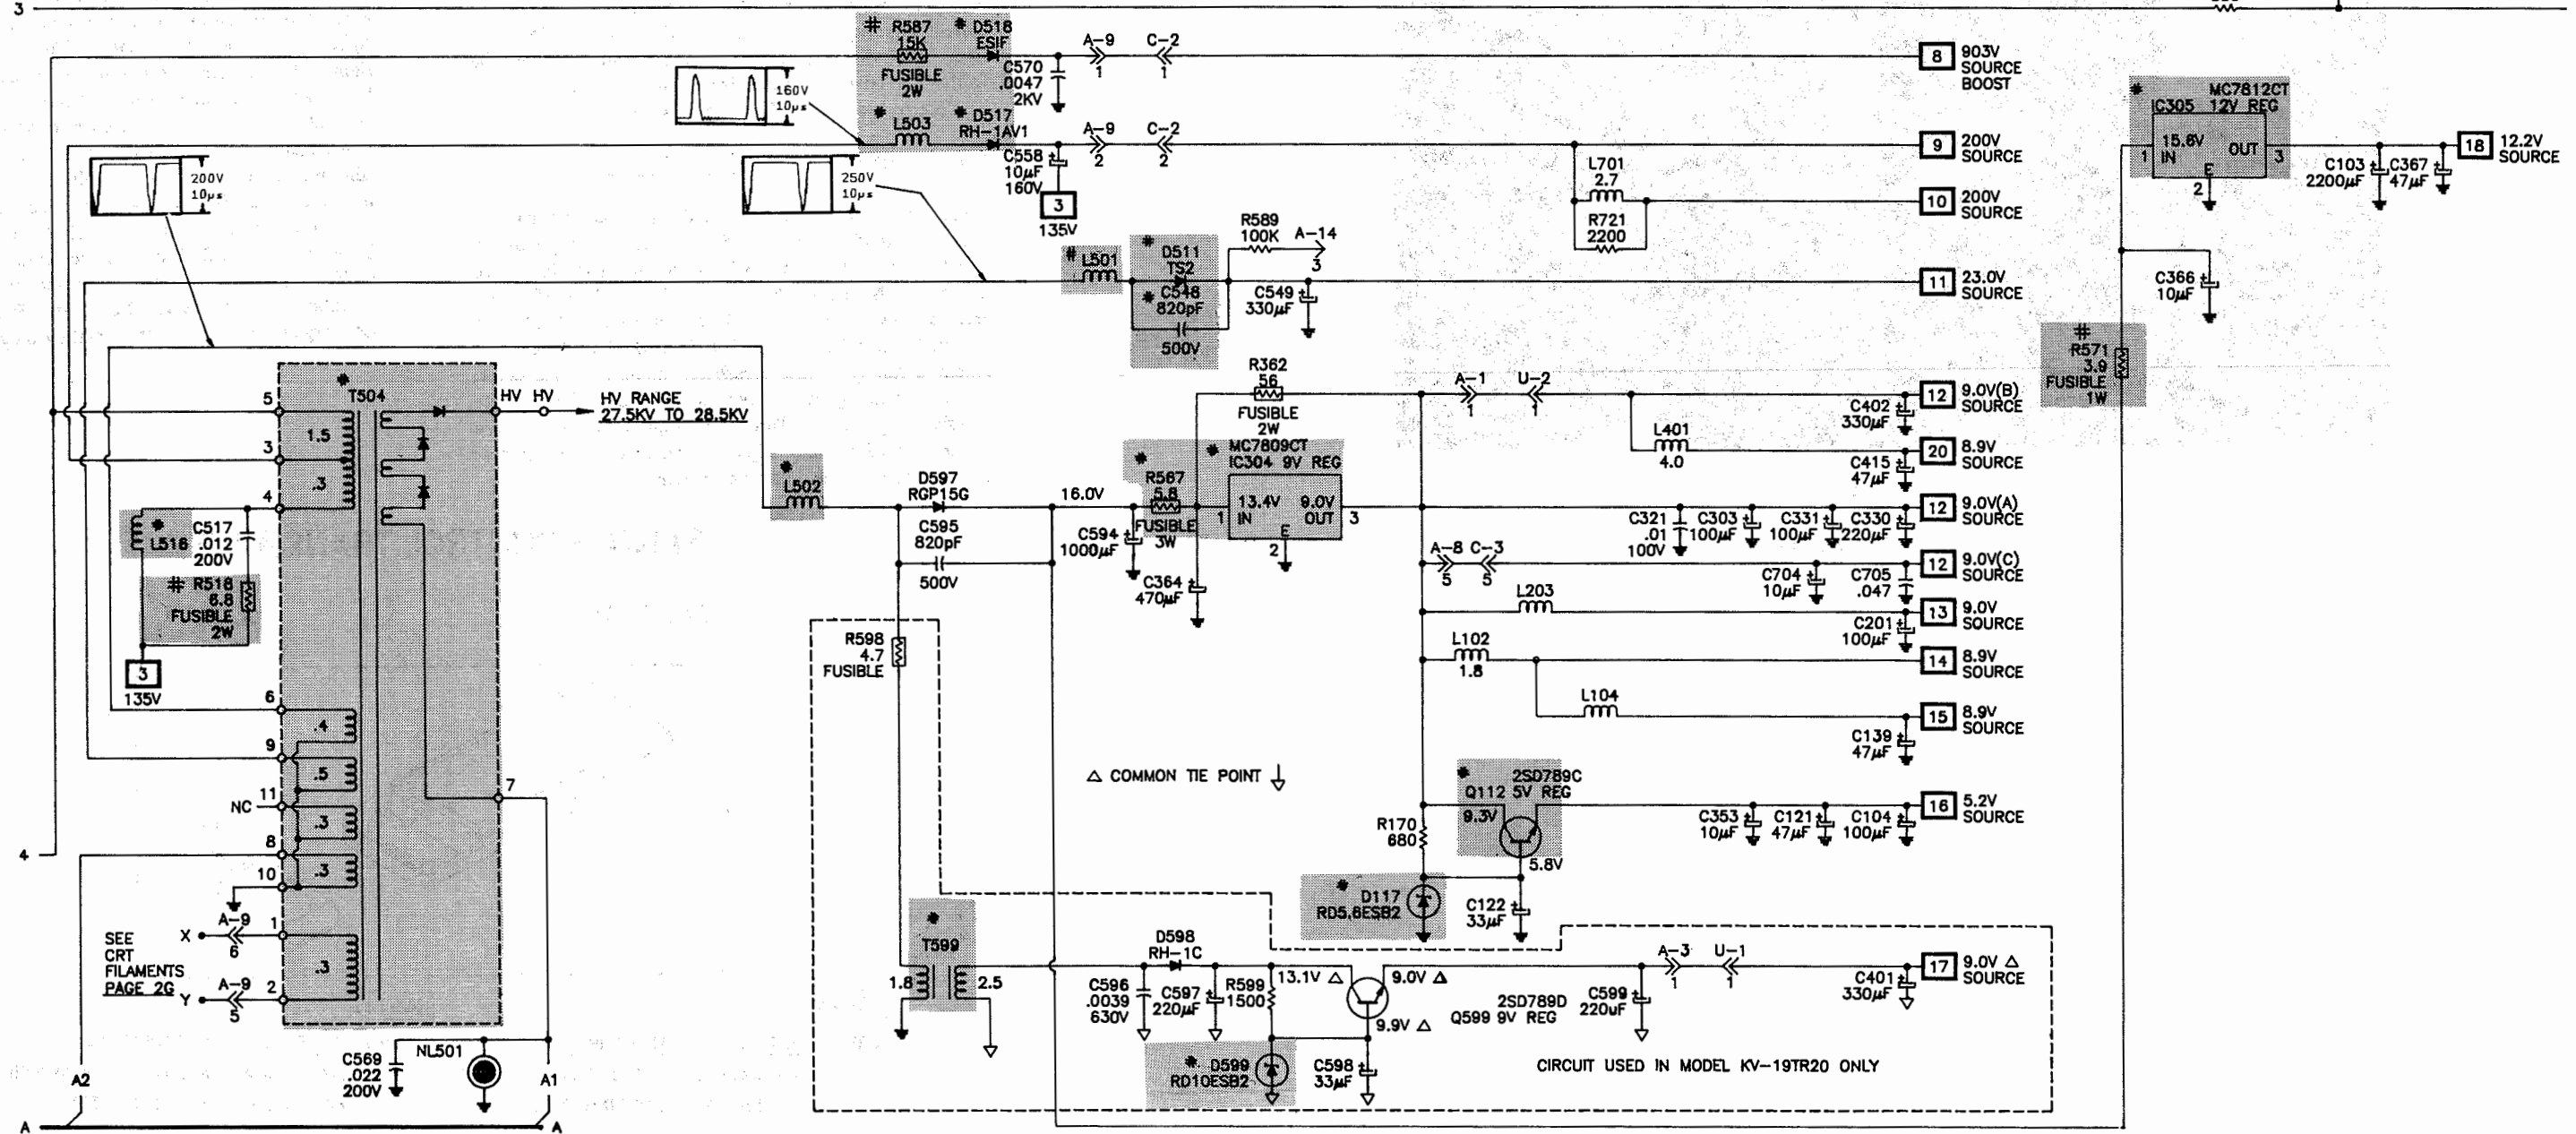 3
# R587
15K
FUSIBLE
2W
* D518
ESIF
C570
.0047
2KV
A-9
1
C-2
1
8 903V
SOURCE
BOOST
160V
10µs
*
L503
* D517
RH-1AV1
C558
10µF
160V
3
135V
A-9
2
C-2
2
9 200V
SOURCE
L701
2.7
R721
2200
10 200V
SOURCE
*
MC7812CT
IC305 12V REG
15.6V
1 IN
OUT 3
E
2
C103
2200µF
C367
47µF
18 12.2V
SOURCE
200V
10µs
250V
10µs
# L501
*
D511
TS2
* C548
820pF
500V
R589
100K
A-14
3
C549
330µF
11 23.0V
SOURCE
C366
10µF
#
R571
3.9
FUSIBLE
1W
*
T504
5
1.5
3
.3
4
HV HV
HV RANGE
27.5KV TO 28.5KV
*
L516
C517
.012
200V
# R518
6.8
FUSIBLE
2W
3
135V
6
.4
9
.5
NC 11
.3
8
.3
10
1
.3
2
7
4
SEE
CRT
FILAMENTS
PAGE 2G
X
A-9
6
Y
A-9
5
C569
.022
200V
NL501
A2
A1
A
A
*
L502
D597
RGP15G
C595
820pF
500V
16.0V
C594
1000µF
*
R567
5.8
FUSIBLE
3W
R362
56
FUSIBLE
2W
*
MC7809CT
IC304 9V REG
13.4V
1 IN
9.0V
OUT 3
E
2
C364
470µF
A-1
1
U-2
1
C402
330µF
12 9.0V(B)
SOURCE
L401
4.0
C415
47µF
20 8.9V
SOURCE
C321
.01
100V
C303
100µF
C331
100µF
C330
220µF
12 9.0V(A)
SOURCE
A-8
5
C-3
5
C704
10µF
C705
.047
12 9.0V(C)
SOURCE
L203
C201
100µF
13 9.0V
SOURCE
L102
1.8
14 8.9V
SOURCE
L104
C139
47µF
15 8.9V
SOURCE
R598
4.7
FUSIBLE
△ COMMON TIE POINT
*
2SD789C
Q112 5V REG
9.3V
5.8V
R170
680
*
D117
RD5.6ESB2
C122
33µF
C353
10µF
C121
47µF
C104
100µF
16 5.2V
SOURCE
*
T599
1.8
2.5
C596
.0039
630V
D598
RH-1C
C597
220µF
R599
1500
13.1V △
9.0V △
9.9V △
2SD789D
Q599 9V REG
* D599
RD10ESB2
C598
33µF
C599
220uF
A-3
1
U-1
1
C401
330µF
17 9.0V △
SOURCE
CIRCUIT USED IN MODEL KV-19TR20 ONLY